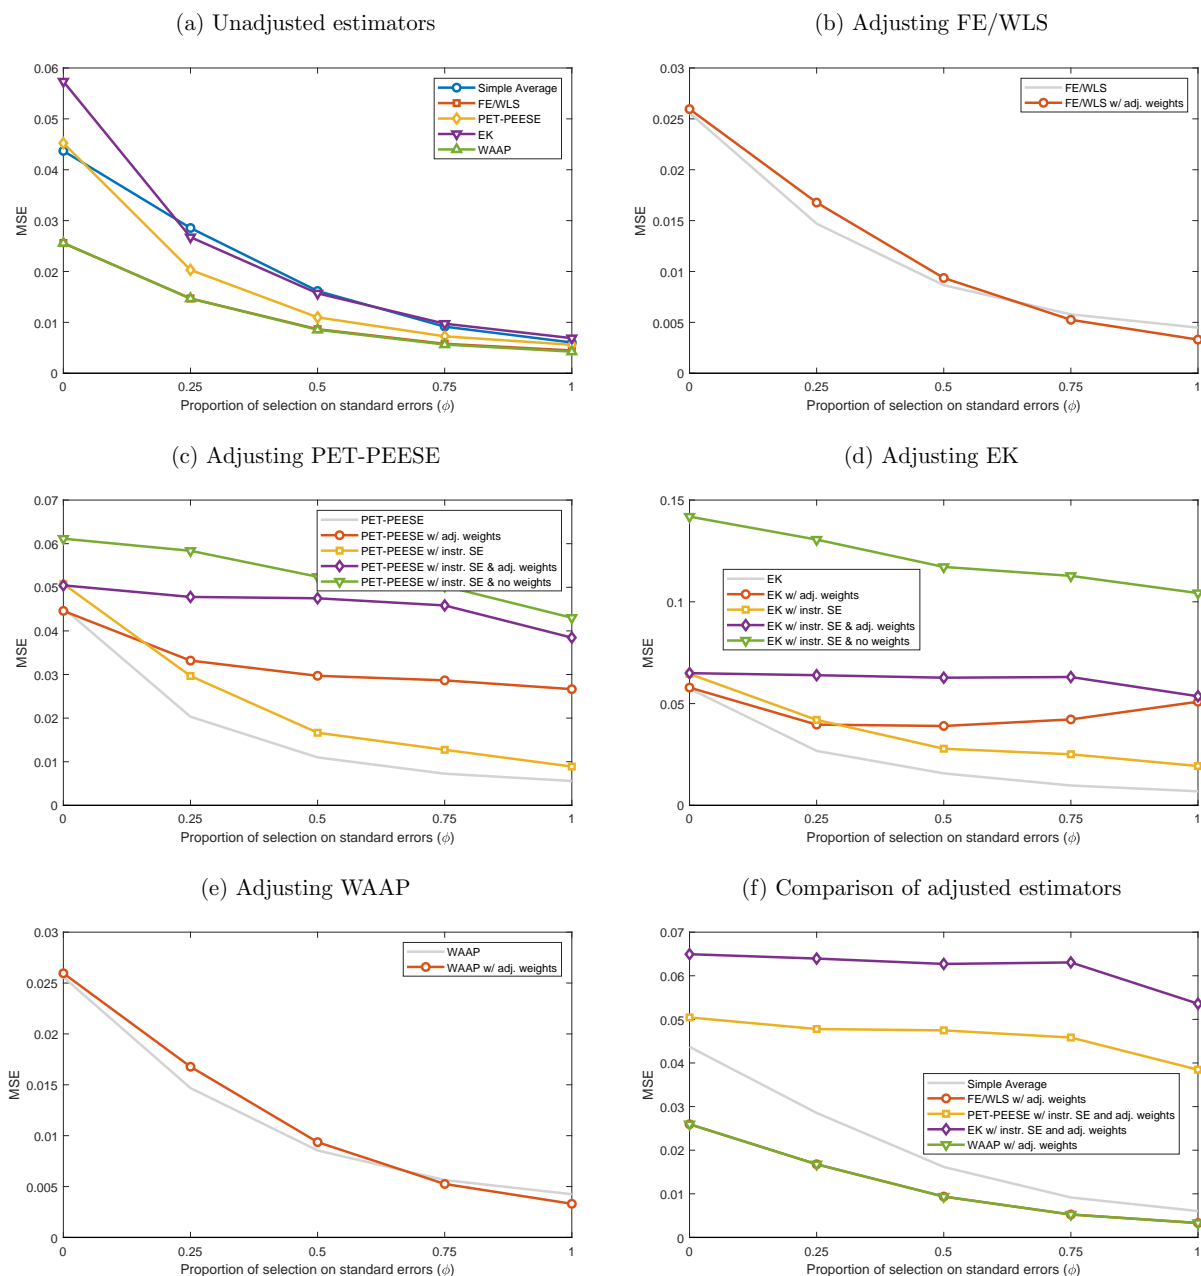 (a) Unadjusted estimators
0.06
0.05
0.04
0.03
0.02
0.01
0
MSE
Simple Average
FE/WLS
PET-PEESE
EK
WAAP
0 0.25 0.5 0.75 1
Proportion of selection on standard errors (ϕ)
(b) Adjusting FE/WLS
0.03
0.025
0.02
0.015
0.01
0.005
0
MSE
FE/WLS
FE/WLS w/ adj. weights
0 0.25 0.5 0.75 1
Proportion of selection on standard errors (ϕ)
(c) Adjusting PET-PEESE
0.07
0.06
0.05
0.04
0.03
0.02
0.01
0
MSE
PET-PEESE
PET-PEESE w/ adj. weights
PET-PEESE w/ instr. SE
PET-PEESE w/ instr. SE & adj. weights
PET-PEESE w/ instr. SE & no weights
0 0.25 0.5 0.75 1
Proportion of selection on standard errors (ϕ)
(d) Adjusting EK
0.15
0.1
0.05
0
MSE
EK
EK w/ adj. weights
EK w/ instr. SE
EK w/ instr. SE & adj. weights
EK w/ instr. SE & no weights
0 0.25 0.5 0.75 1
Proportion of selection on standard errors (ϕ)
(e) Adjusting WAAP
0.03
0.025
0.02
0.015
0.01
0.005
0
MSE
WAAP
WAAP w/ adj. weights
0 0.25 0.5 0.75 1
Proportion of selection on standard errors (ϕ)
(f) Comparison of adjusted estimators
0.07
0.06
0.05
0.04
0.03
0.02
0.01
0
MSE
Simple Average
FE/WLS w/ adj. weights
PET-PEESE w/ instr. SE and adj. weights
EK w/ instr. SE and adj. weights
WAAP w/ adj. weights
0 0.25 0.5 0.75 1
Proportion of selection on standard errors (ϕ)